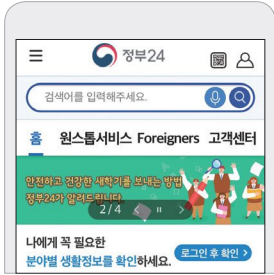 정부24
검색어를 입력해주세요.
홈 원스톱서비스 Foreigners 고객센터
안전하고 건강한 새학기를 보내는 방법
정부24가 알려드립니다
2/4
나에게 꼭 필요한
분야별 생활정보를 확인하세요.
로그인 후 확인 >